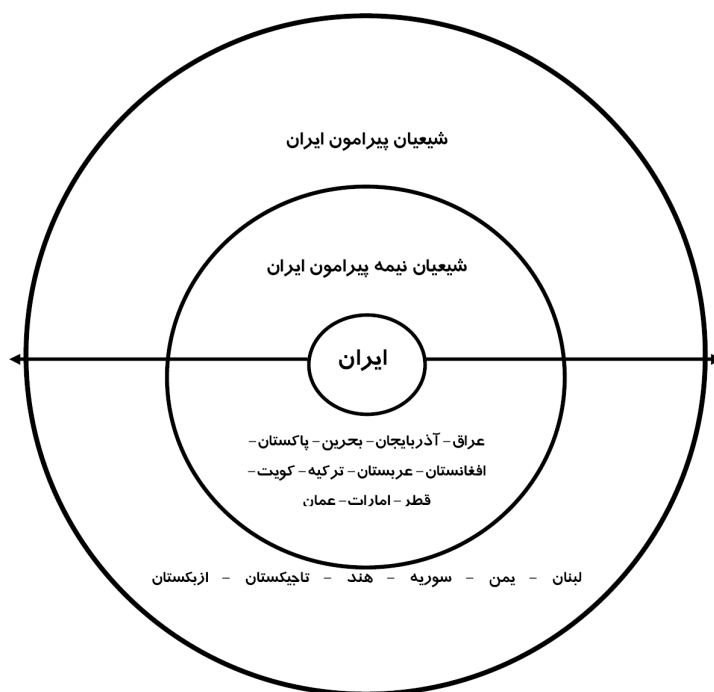 شیعیان پیرامون ایران
شیعیان نیمه پیرامون ایران
ایران
عراق – آذربایجان – بحرین – پاکستان –
افغانستان – عربستان – ترکیه – کویت –
قطر – امارات – عمان
لبنان – یمن – سوریه – هند – تاجیکستان – ازبکستان